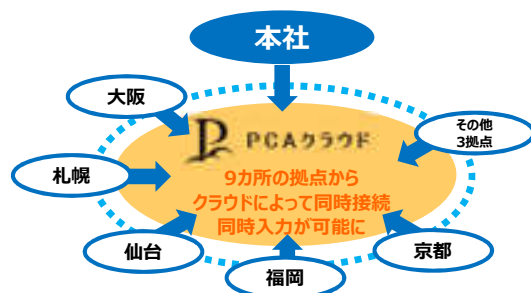 本社
大阪
その他
3拠点
PCAクラウド
札幌
9カ所の拠点から
クラウドによって同時接続
同時入力が可能に
仙台
京都
福岡